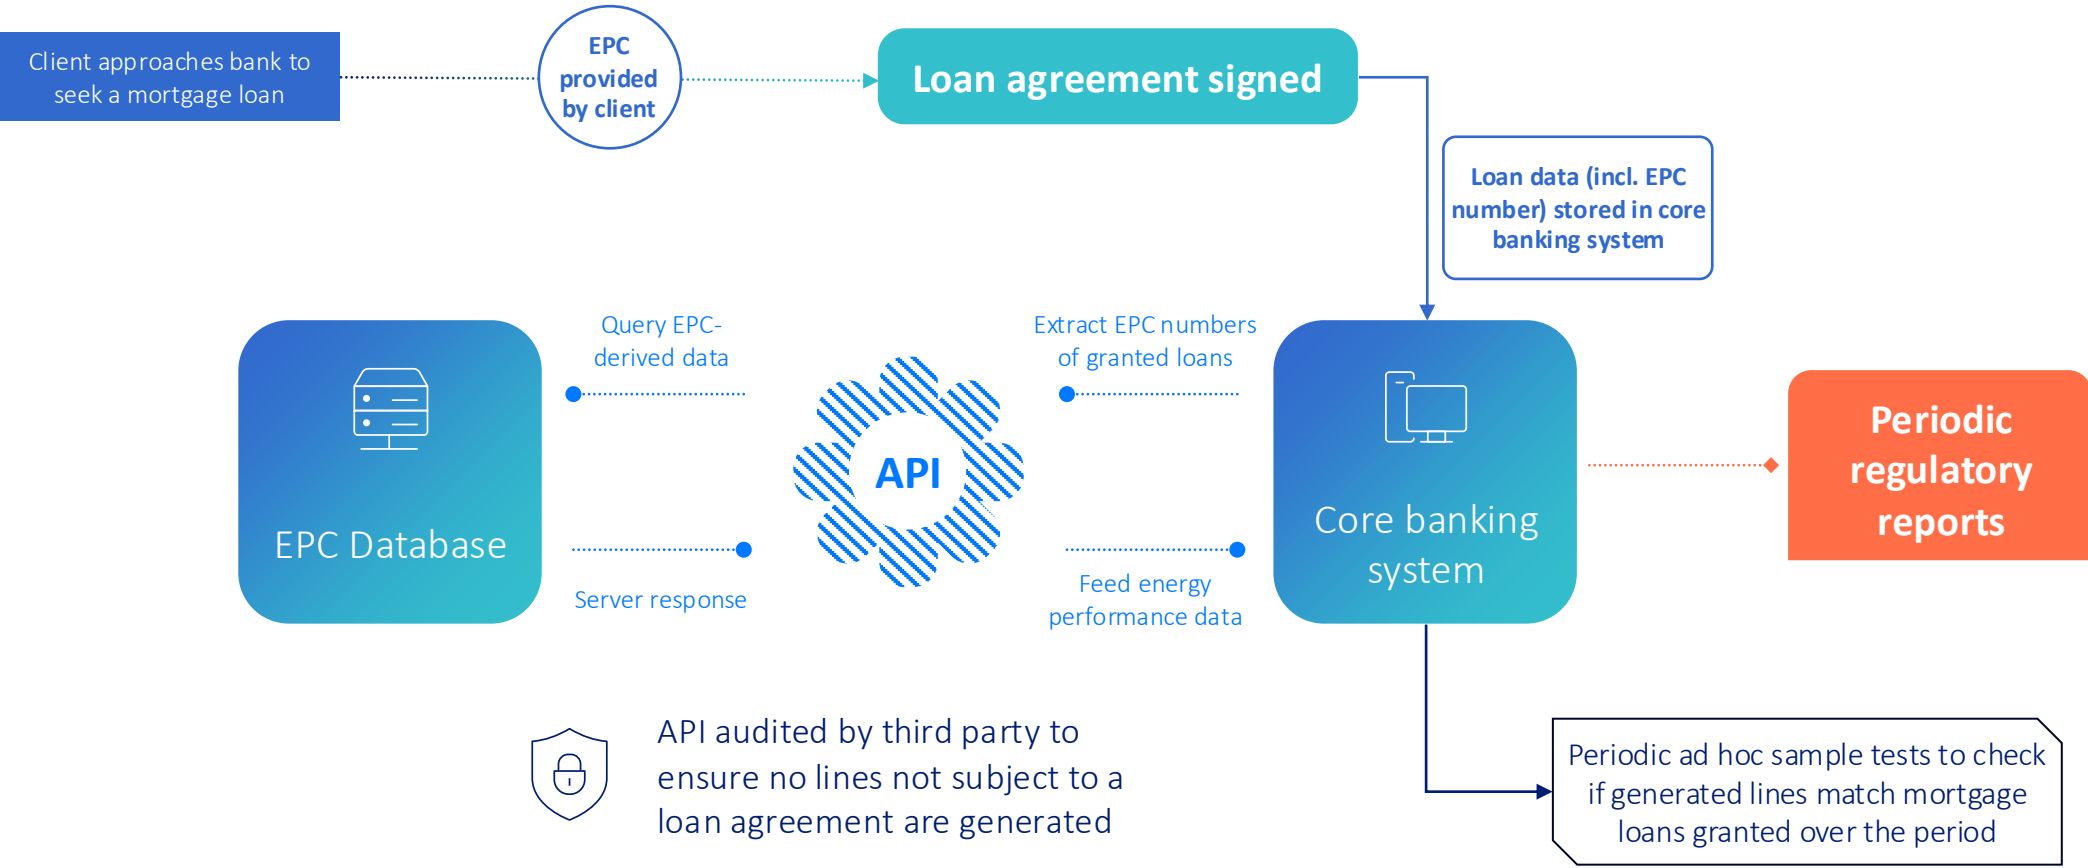 Client approaches bank to
seek a mortgage loan
EPC
provided
by client
Loan agreement signed
Loan data (incl. EPC
number) stored in core
banking system
Query EPC-
derived data
Extract EPC numbers
of granted loans
API
EPC Database
Core banking
system
Periodic
regulatory
reports
Server response
Feed energy
performance data
API audited by third party to
ensure no lines not subject to a
loan agreement are generated
Periodic ad hoc sample tests to check
if generated lines match mortgage
loans granted over the period